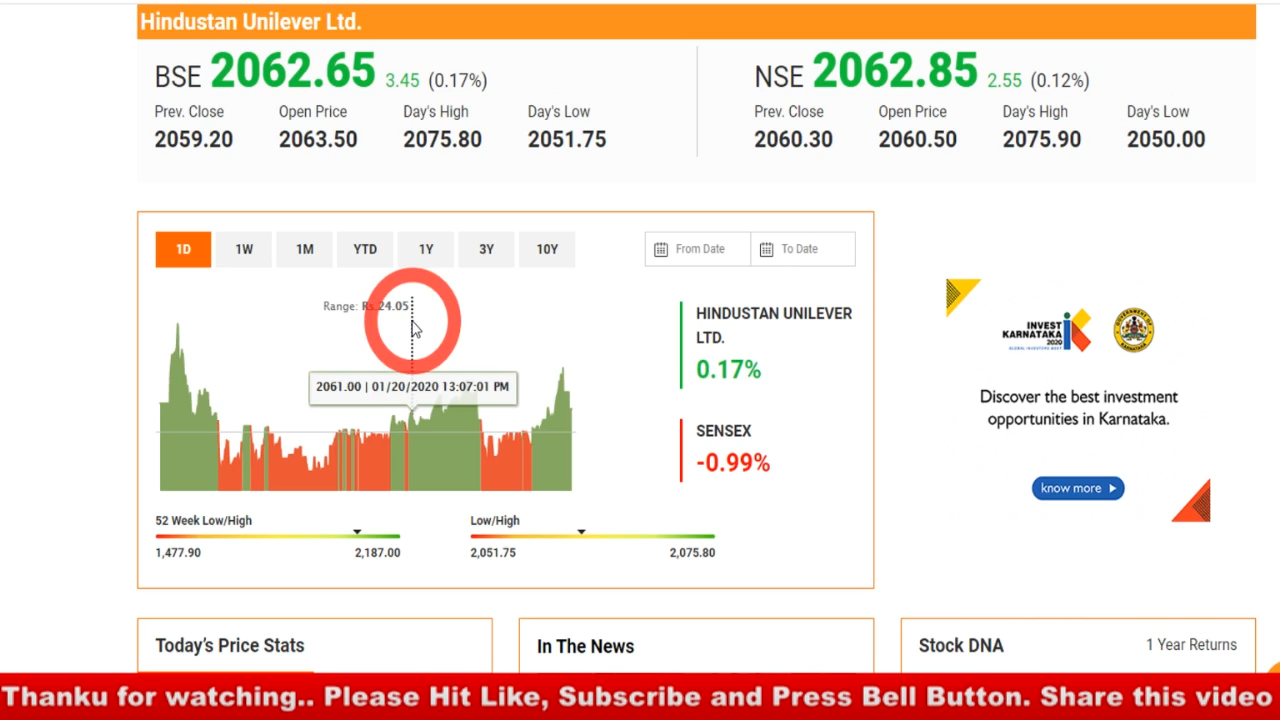 Hindustan Unilever Ltd.
BSE 2062.65 3.45 (0.17%)
Prev. Close Open Price Day's High Day's Low
2059.20 2063.50 2075.80 2051.75
NSE 2062.85 2.55 (0.12%)
Prev. Close Open Price Day's High Day's Low
2060.30 2060.50 2075.90 2050.00
1D 1W 1M YTD 1Y 3Y 10Y
From Date To Date
Range: Rs.24.05
2061.00 | 01/20/2020 13:07:01 PM
HINDUSTAN UNILEVER
LTD.
0.17%
SENSEX
-0.99%
52 Week Low/High
1,477.90 2,187.00
Low/High
2,051.75 2,075.80
INVEST
KARNATAKA
2020
Discover the best investment
opportunities in Karnataka.
know more
Today's Price Stats
In The News
Stock DNA 1 Year Returns
Thanku for watching.. Please Hit Like, Subscribe and Press Bell Button. Share this video